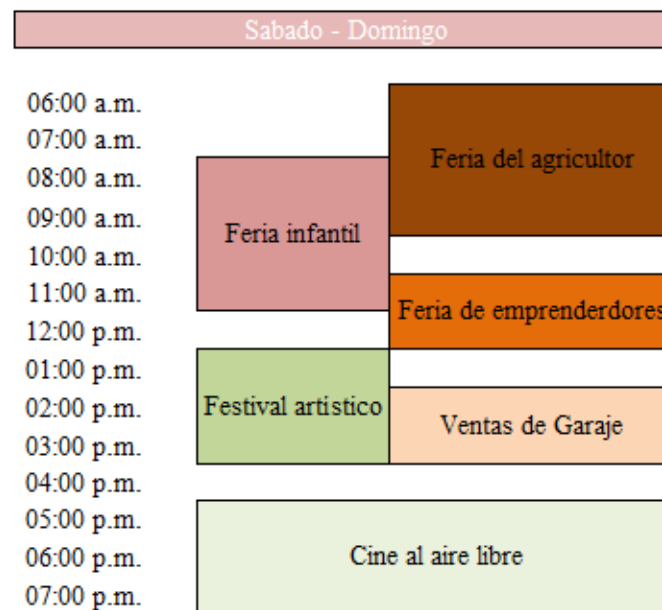 Sabado - Domingo
06:00 a.m.
07:00 a.m.
Feria del agricultor
08:00 a.m.
09:00 a.m.
Feria infantil
10:00 a.m.
11:00 a.m.
Feria de emprenderdores
12:00 p.m.
01:00 p.m.
02:00 p.m.
Festival artístico
Ventas de Garaje
03:00 p.m.
04:00 p.m.
05:00 p.m.
06:00 p.m.
Cine al aire libre
07:00 p.m.